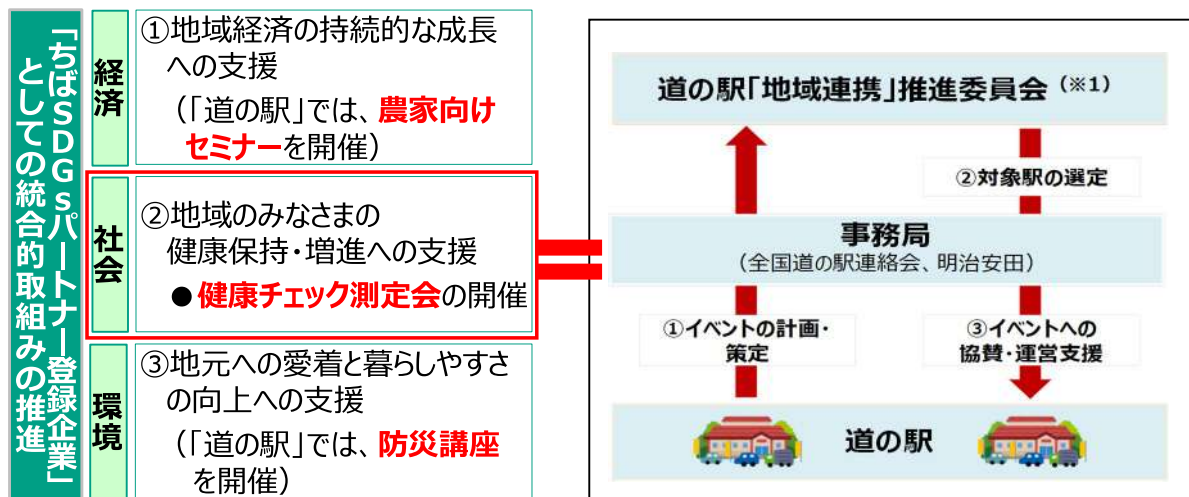 「ちばSDGsパートナー登録企業」
としての統合的取組みの推進
経済
①地域経済の持続的な成長
への支援
(「道の駅」では、農家向け
セミナーを開催)
社会
②地域のみなさまの
健康保持・増進への支援
●健康チェック測定会の開催
環境
③地元への愛着と暮らしやすさ
の向上への支援
(「道の駅」では、防災講座
を開催)
道の駅「地域連携」推進委員会(※1)
②対象駅の選定
事務局
(全国道の駅連絡会、明治安田)
①イベントの計画・
策定
③イベントへの
協賛・運営支援
道の駅